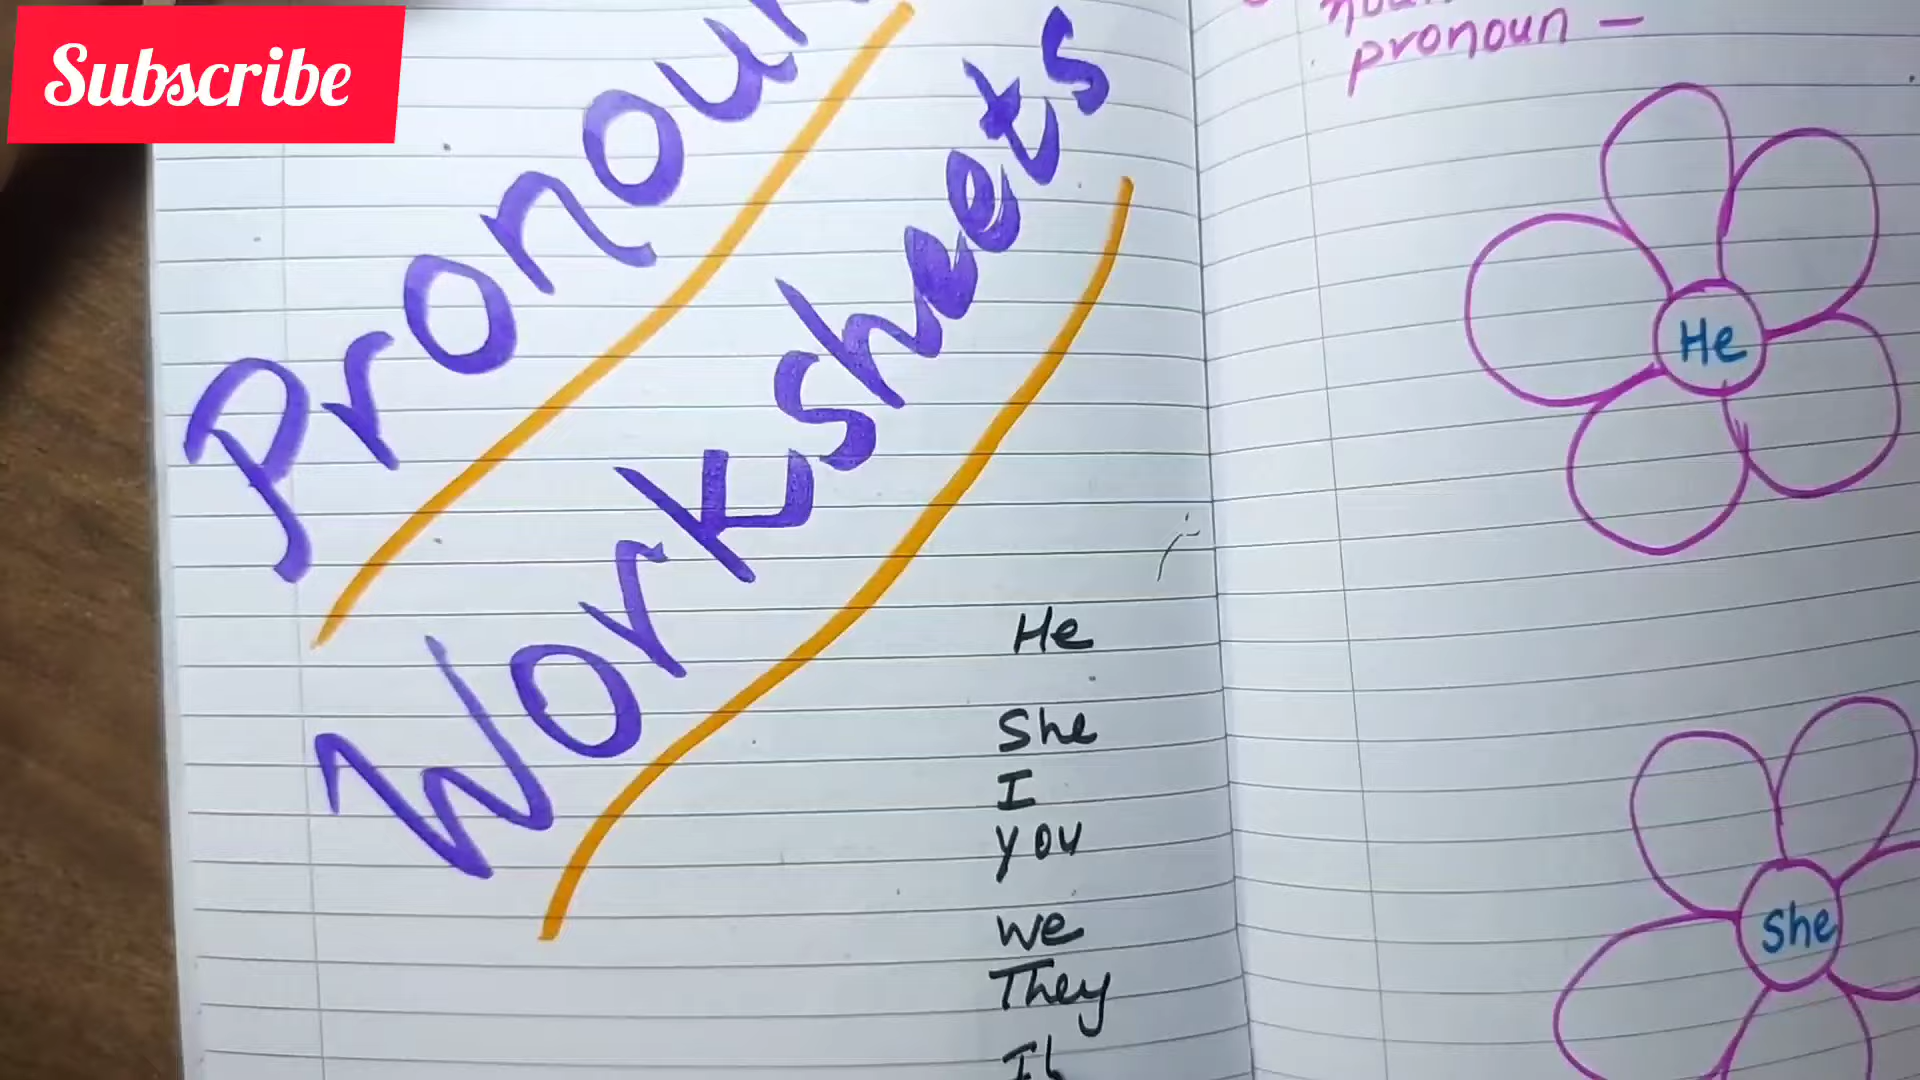 Subscribe
Pronoun
Worksheets
He
She
I
you
we
They
pronoun —
He
She